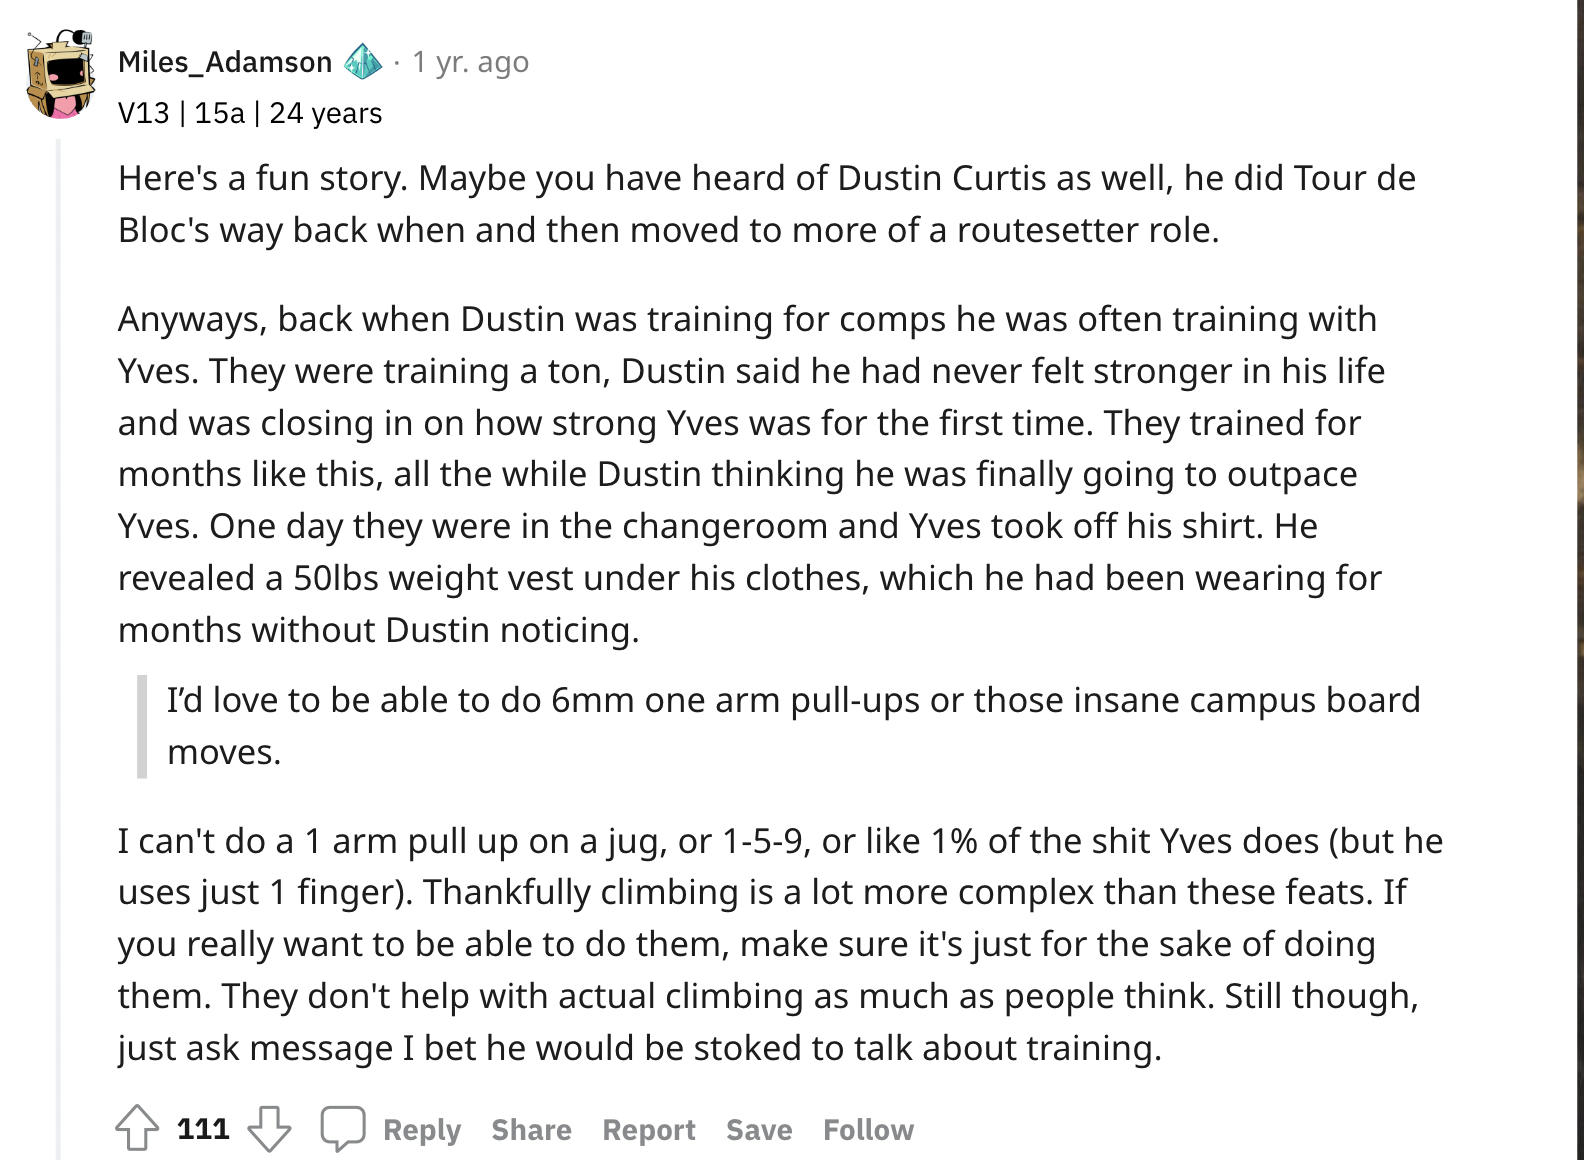 Miles_Adamson · 1 yr. ago
V13 | 15a | 24 years
Here's a fun story. Maybe you have heard of Dustin Curtis as well, he did Tour de
Bloc's way back when and then moved to more of a routesetter role.
Anyways, back when Dustin was training for comps he was often training with
Yves. They were training a ton, Dustin said he had never felt stronger in his life
and was closing in on how strong Yves was for the first time. They trained for
months like this, all the while Dustin thinking he was finally going to outpace
Yves. One day they were in the changeroom and Yves took off his shirt. He
revealed a 50lbs weight vest under his clothes, which he had been wearing for
months without Dustin noticing.
I’d love to be able to do 6mm one arm pull-ups or those insane campus board
moves.
I can't do a 1 arm pull up on a jug, or 1-5-9, or like 1% of the shit Yves does (but he
uses just 1 finger). Thankfully climbing is a lot more complex than these feats. If
you really want to be able to do them, make sure it's just for the sake of doing
them. They don't help with actual climbing as much as people think. Still though,
just ask message I bet he would be stoked to talk about training.
111 Reply Share Report Save Follow